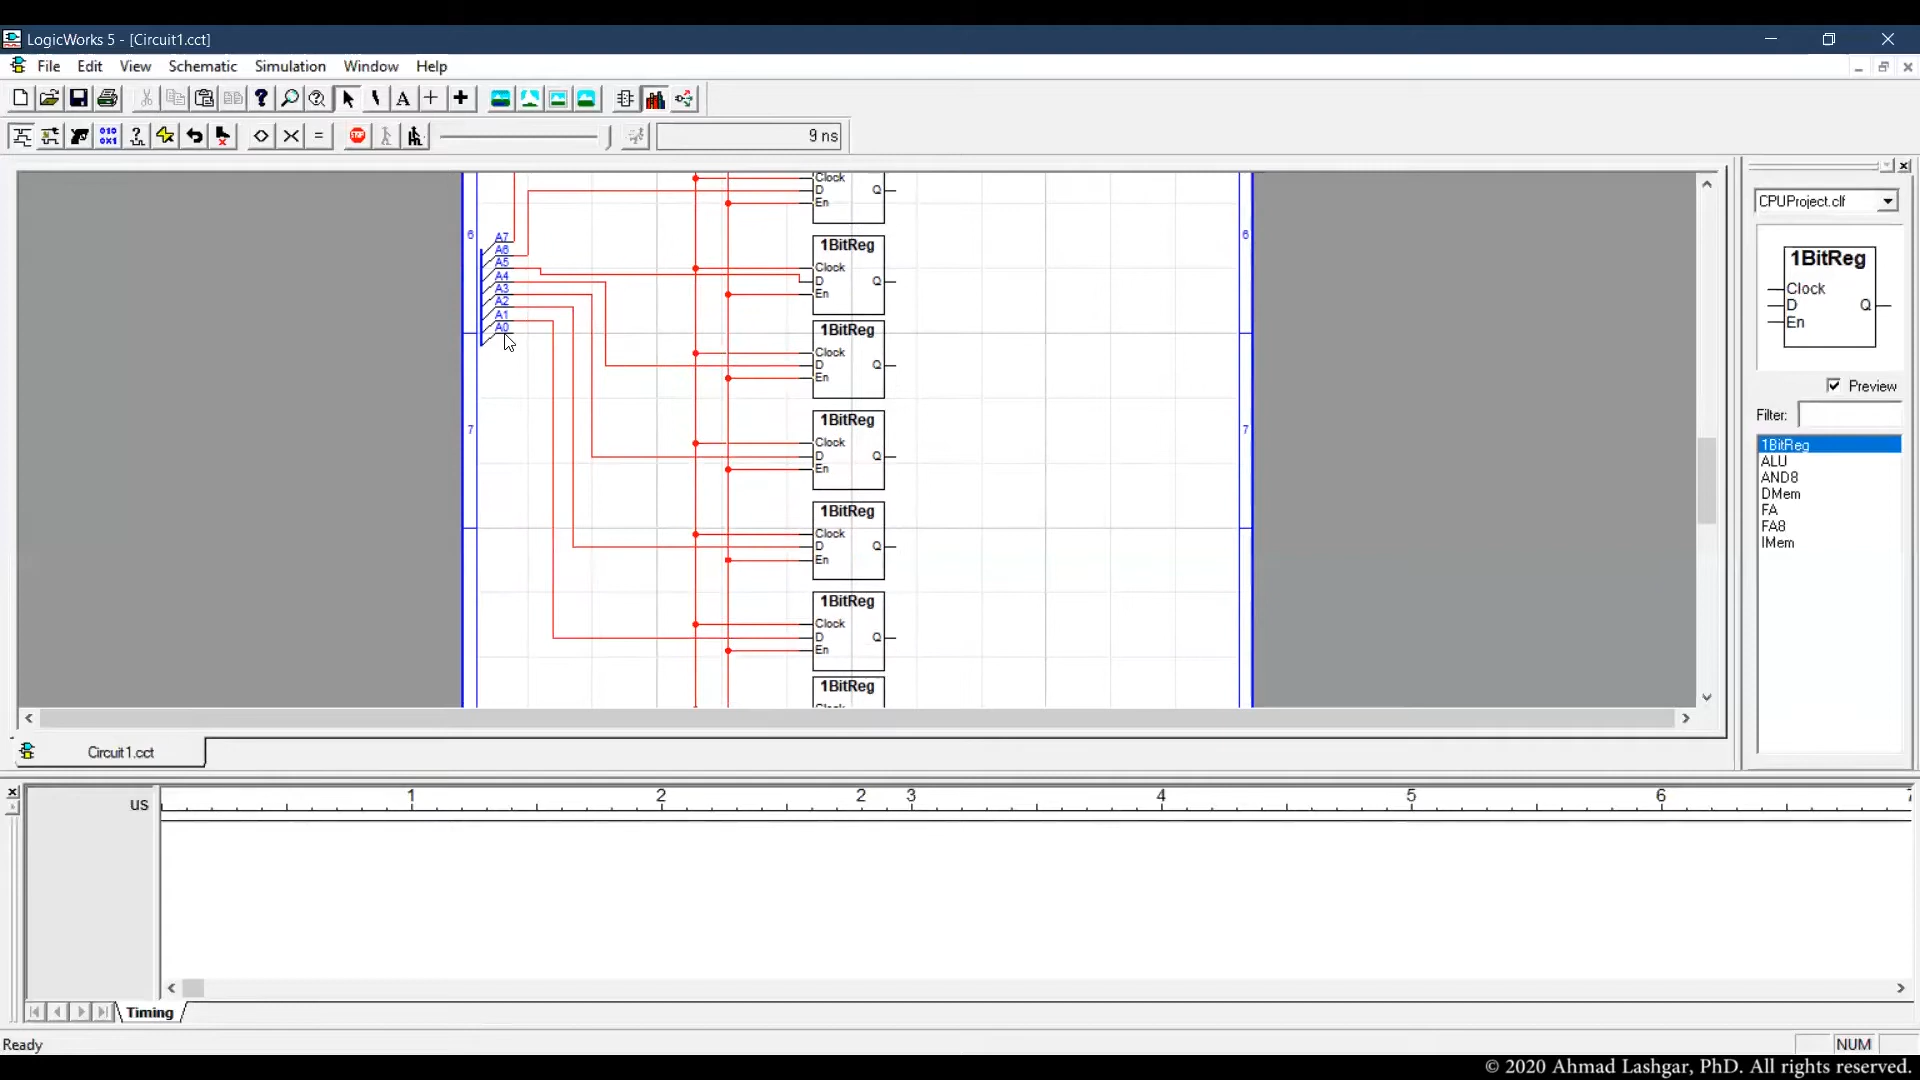 LogicWorks 5 - [Circuit1.cct]
File Edit View Schematic Simulation Window Help
9 ns
Clock
D Q
En
6
6
A7
A6
A5
A4
A3
A2
A1
A0
1BitReg
Clock
D Q
En
1BitReg
Clock
D Q
En
7
7
1BitReg
Clock
D Q
En
1BitReg
Clock
D Q
En
1BitReg
Clock
D Q
En
1BitReg
CPUProject.clf
1BitReg
Clock
D Q
En
Preview
Filter:
1BitReg
ALU
AND8
DMem
FA
FA8
IMem
Circuit1.cct
us 1 2 2 3 4 5 6
Timing
Ready
NUM
© 2020 Ahmad Lashgar, PhD. All rights reserved.